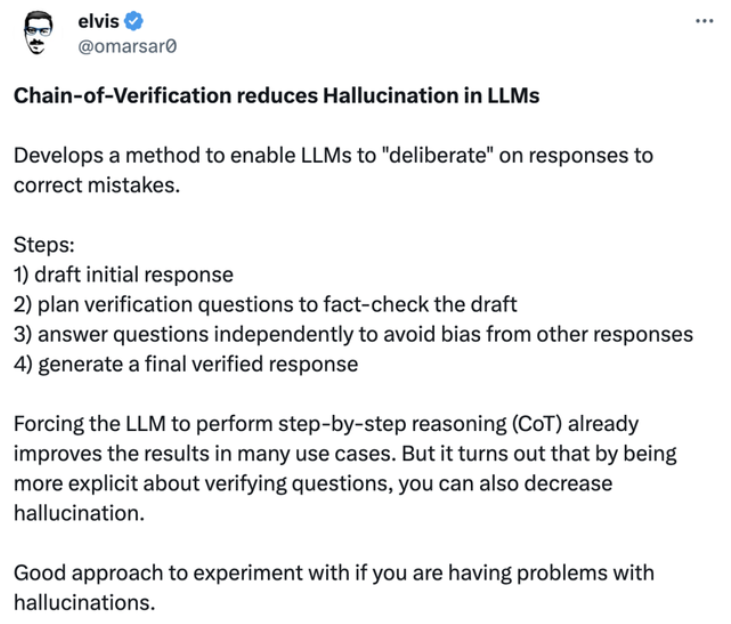 elvis
@omarsar0
Chain-of-Verification reduces Hallucination in LLMs
Develops a method to enable LLMs to "deliberate" on responses to
correct mistakes.
Steps:
1) draft initial response
2) plan verification questions to fact-check the draft
3) answer questions independently to avoid bias from other responses
4) generate a final verified response
Forcing the LLM to perform step-by-step reasoning (CoT) already
improves the results in many use cases. But it turns out that by being
more explicit about verifying questions, you can also decrease
hallucination.
Good approach to experiment with if you are having problems with
hallucinations.